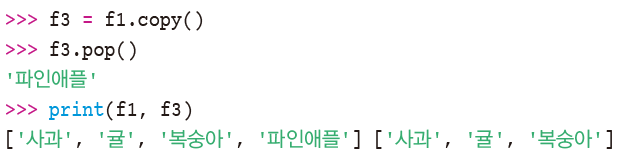 >>> f3 = f1.copy()
>>> f3.pop()
'파인애플'
>>> print(f1, f3)
['사과', '귤', '복숭아', '파인애플'] ['사과', '귤', '복숭아']